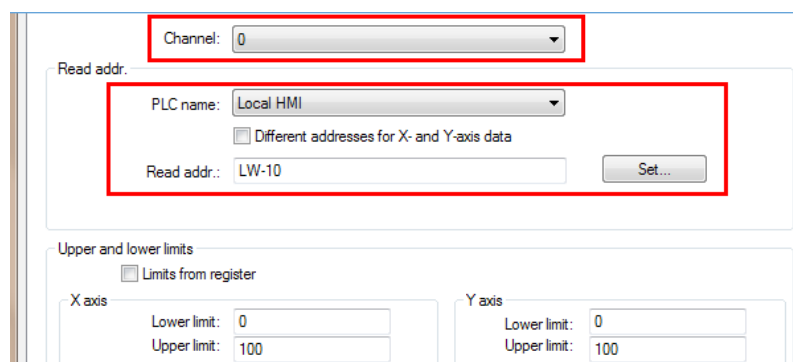 Channel: 0
Read addr.
PLC name: Local HMI
Different addresses for X- and Y-axis data
Read addr.: LW-10 Set...
Upper and lower limits
Limits from register
X axis Y axis
Lower limit: 0 Lower limit: 0
Upper limit: 100 Upper limit: 100